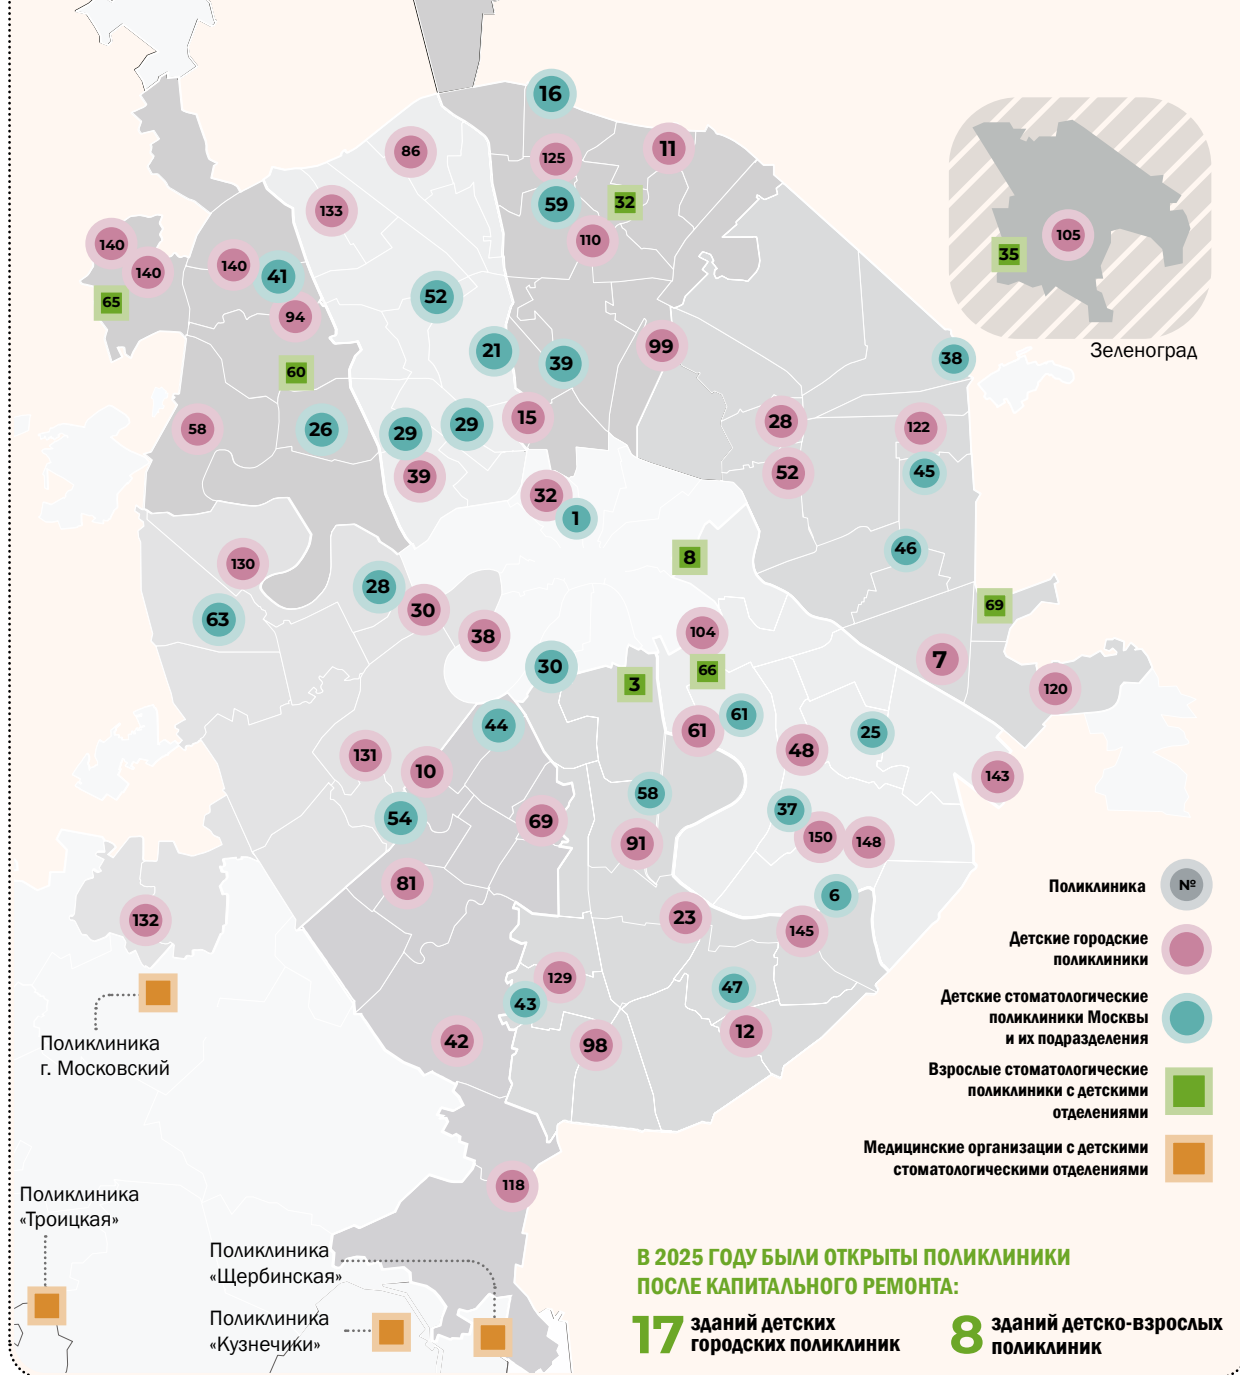 16
86
125
11
133
59
32
110
105
35
Зеленоград
140
140
65
140
41
94
52
21
39
99
38
60
58
26
29
29
15
39
28
122
52
45
32
1
46
8
130
63
28
30
38
69
104
7
120
30
3
66
44
61
61
48
25
143
131
10
54
58
37
150
148
69
91
6
81
23
145
132
129
43
47
12
42
98
118
Поликлиника
г. Московский
Поликлиника
«Троицкая»
Поликлиника
«Щербинская»
Поликлиника
«Кузнечики»
Поликлиника
№
Детские городские
поликлиники
Детские стоматологические
поликлиники Москвы
и их подразделения
Взрослые стоматологические
поликлиники с детскими
отделениями
Медицинские организации с детскими
стоматологическими отделениями
В 2025 ГОДУ БЫЛИ ОТКРЫТЫ ПОЛИКЛИНИКИ
ПОСЛЕ КАПИТАЛЬНОГО РЕМОНТА:
17 зданий детских
городских поликлиник
8 зданий детско-взрослых
поликлиник